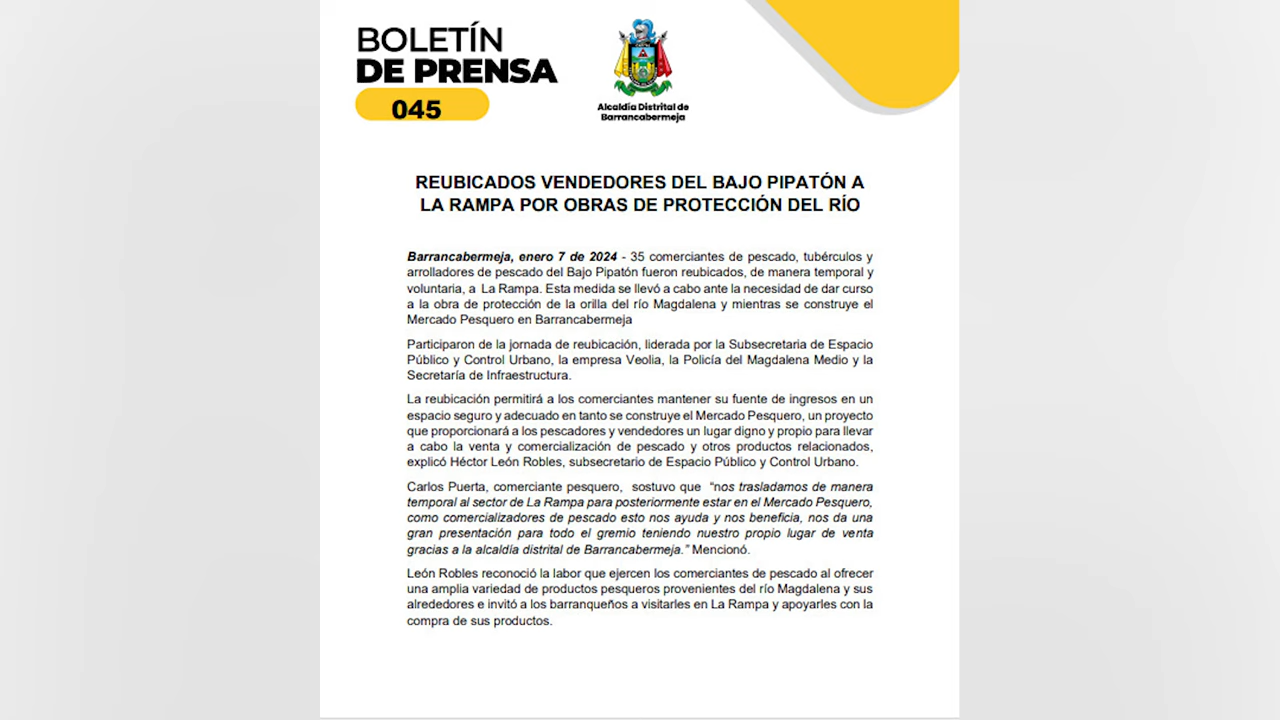 BOLETÍN
DE PRENSA
045
Alcaldía Distrital de
Barrancabermeja
REUBICADOS VENDEDORES DEL BAJO PIPATÓN A
LA RAMPA POR OBRAS DE PROTECCIÓN DEL RÍO
Barrancabermeja, enero 7 de 2024 - 35 comerciantes de pescado, tubérculos y
arrolladores de pescado del Bajo Pipatón fueron reubicados, de manera temporal y
voluntaria, a La Rampa. Esta medida se llevó a cabo ante la necesidad de dar curso
a la obra de protección de la orilla del río Magdalena y mientras se construye el
Mercado Pesquero en Barrancabermeja
Participaron de la jornada de reubicación, liderada por la Subsecretaria de Espacio
Público y Control Urbano, la empresa Veolia, la Policía del Magdalena Medio y la
Secretaría de Infraestructura.
La reubicación permitirá a los comerciantes mantener su fuente de ingresos en un
espacio seguro y adecuado en tanto se construye el Mercado Pesquero, un proyecto
que proporcionará a los pescadores y vendedores un lugar digno y propio para llevar
a cabo la venta y comercialización de pescado y otros productos relacionados,
explicó Héctor León Robles, subsecretario de Espacio Público y Control Urbano.
Carlos Puerta, comerciante pesquero, sostuvo que “nos trasladamos de manera
temporal al sector de La Rampa para posteriormente estar en el Mercado Pesquero,
como comercializadores de pescado esto nos ayuda y nos beneficia, nos da una
gran presentación para todo el gremio teniendo nuestro propio lugar de venta
gracias a la alcaldía distrital de Barrancabermeja.” Mencionó.
León Robles reconoció la labor que ejercen los comerciantes de pescado al ofrecer
una amplia variedad de productos pesqueros provenientes del río Magdalena y sus
alrededores e invitó a los barranqueños a visitarles en La Rampa y apoyarles con la
compra de sus productos.